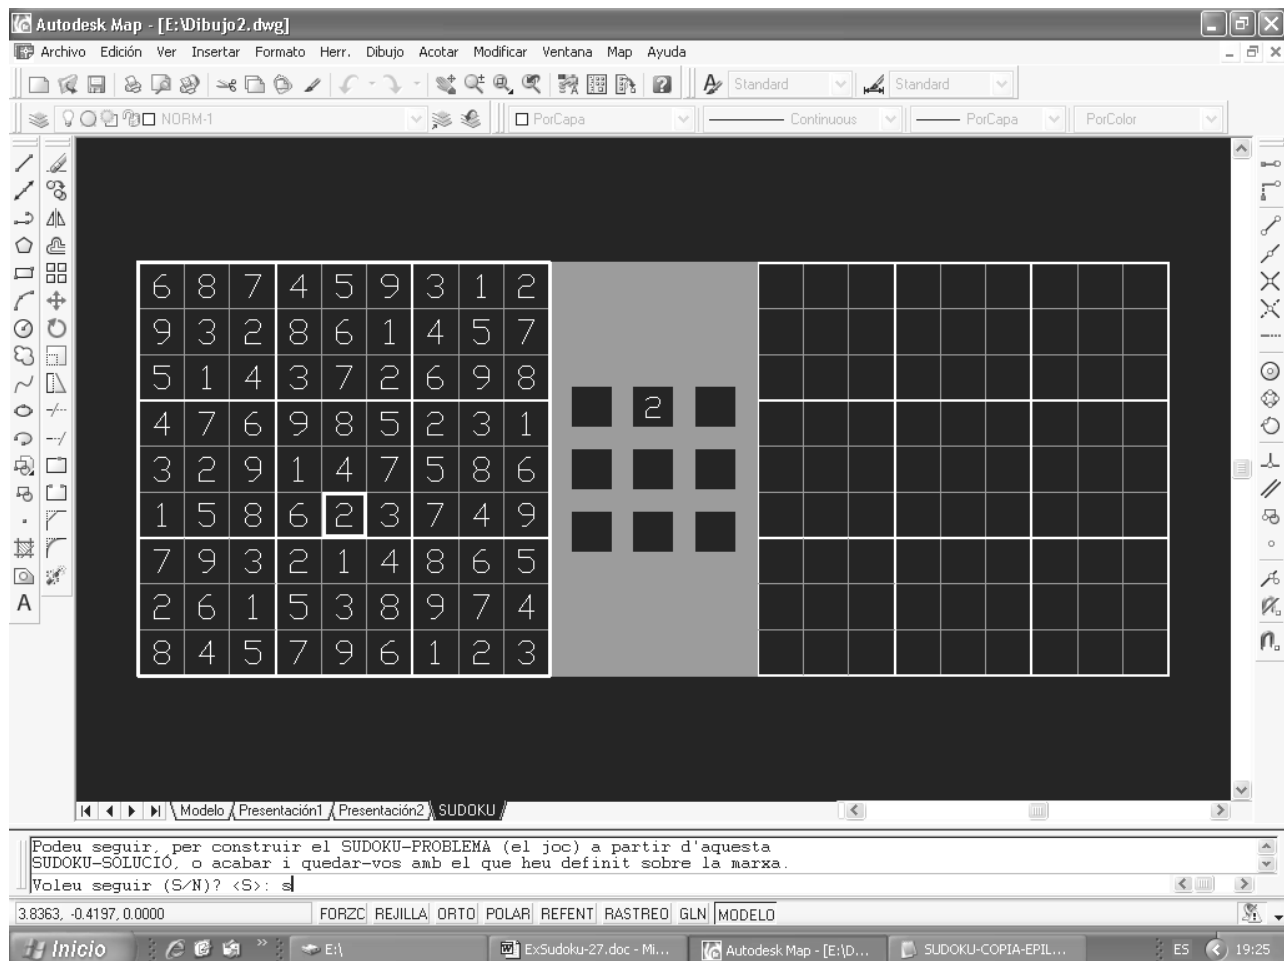 Autodesk Map - [E:\Dibujo2.dwg]
Archivo Edición Ver Insertar Formato Herr. Dibujo Acotar Modificar Ventana Map Ayuda
Standard Standard
NORM-1 PorCapa Continuous PorCapa PorColor
6 8 7 4 5 9 3 1 2
9 3 2 8 6 1 4 5 7
5 1 4 3 7 2 6 9 8
2
4 7 6 9 8 5 2 3 1
3 2 9 1 4 7 5 8 6
1 5 8 6 2 3 7 4 9
7 9 3 2 1 4 8 6 5
2 6 1 5 3 8 9 7 4
8 4 5 7 9 6 1 2 3
A
Modelo Presentación1 Presentación2 SUDOKU
Podeu seguir, per construir el SUDOKU-PROBLEMA (el joc) a partir d'aquesta
SUDOKU-SOLUCIÓ, o acabar i quedar-vos amb el que heu definit sobre la marxa.
Voleu seguir (S/N)? <S>: s
3.8363, -0.4197, 0.0000 FORZC REJILLA ORTO POLAR REFENT RASTREO GLN MODELO
Inicio » E:\ ExSudoku-27.doc - Mi... Autodesk Map - [E:\D... SUDOKU-COPIA-EPIL... ES 19:25